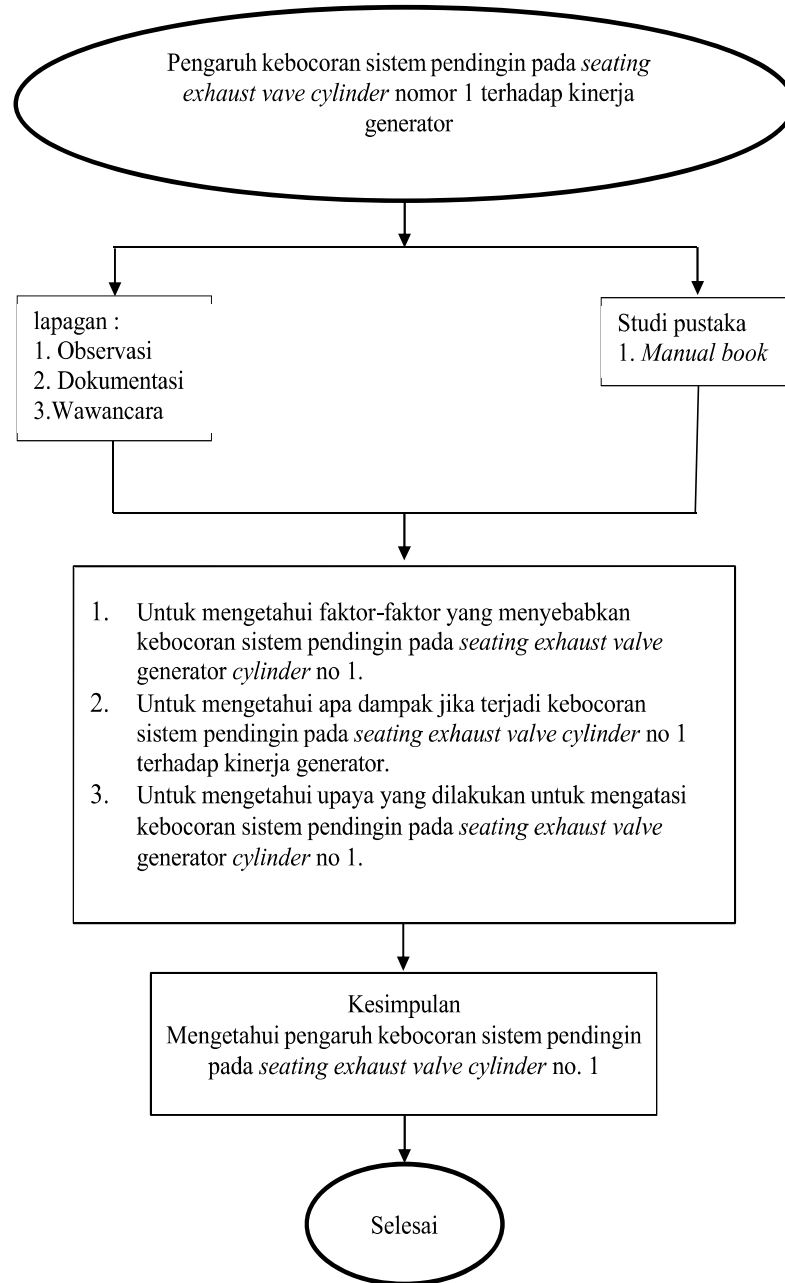 Pengaruh kebocoran sistem pendingin pada seating
exhaust vave cylinder nomor 1 terhadap kinerja
generator
lapagan :
1. Observasi
2. Dokumentasi
3.Wawancara
Studi pustaka
1. Manual book
1. Untuk mengetahui faktor-faktor yang menyebabkan
kebocoran sistem pendingin pada seating exhaust valve
generator cylinder no 1.
2. Untuk mengetahui apa dampak jika terjadi kebocoran
sistem pendingin pada seating exhaust valve cylinder no 1
terhadap kinerja generator.
3. Untuk mengetahui upaya yang dilakukan untuk mengatasi
kebocoran sistem pendingin pada seating exhaust valve
generator cylinder no 1.
Kesimpulan
Mengetahui pengaruh kebocoran sistem pendingin
pada seating exhaust valve cylinder no. 1
Selesai